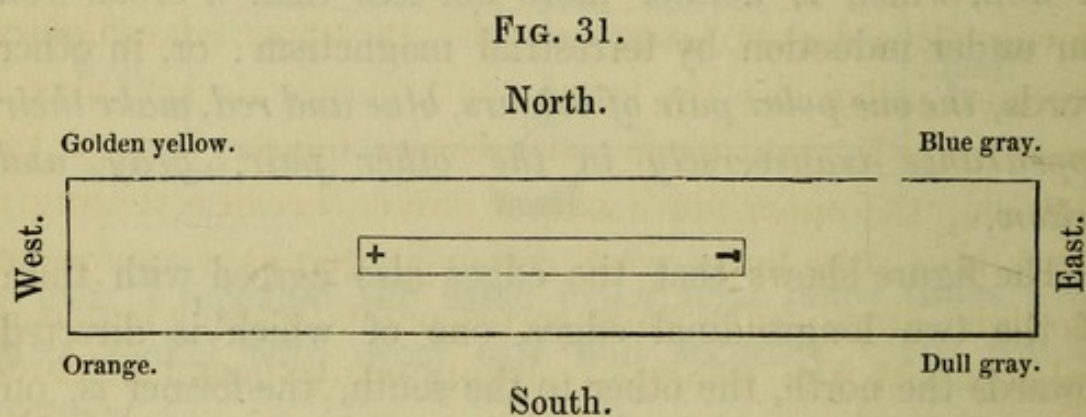 FIG. 31.
North.
Golden yellow. Blue gray.
West.
+ -
East.
Orange. Dull gray.
South.